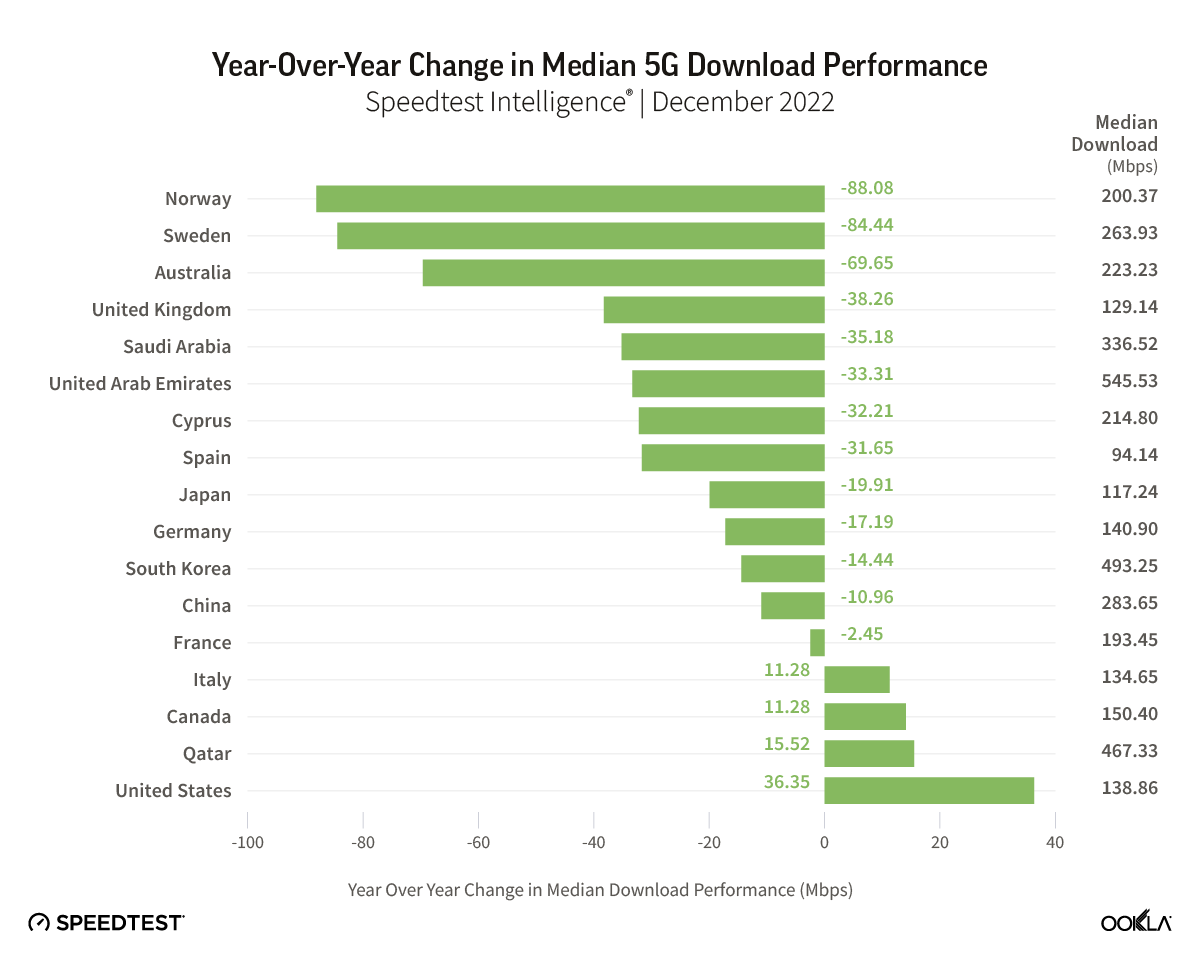 Year-Over-Year Change in Median 5G Download Performance
Speedtest Intelligence® | December 2022
Median
Download
(Mbps)
Norway -88.08 200.37
Sweden -84.44 263.93
Australia -69.65 223.23
United Kingdom -38.26 129.14
Saudi Arabia -35.18 336.52
United Arab Emirates -33.31 545.53
Cyprus -32.21 214.80
Spain -31.65 94.14
Japan -19.91 117.24
Germany -17.19 140.90
South Korea -14.44 493.25
China -10.96 283.65
France -2.45 193.45
Italy 11.28 134.65
Canada 11.28 150.40
Qatar 15.52 467.33
United States 36.35 138.86
-100 -80 -60 -40 -20 0 20 40
Year Over Year Change in Median Download Performance (Mbps)
SPEEDTEST OOKLA